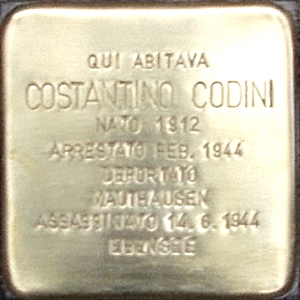 QUI ABITAVA
COSTANTINO CODINI
NATO 1912
ARRESTATO FEB. 1944
DEPORTATO
MAUTHAUSEN
ASSASSINATO 14.6.1944
EBENSEE